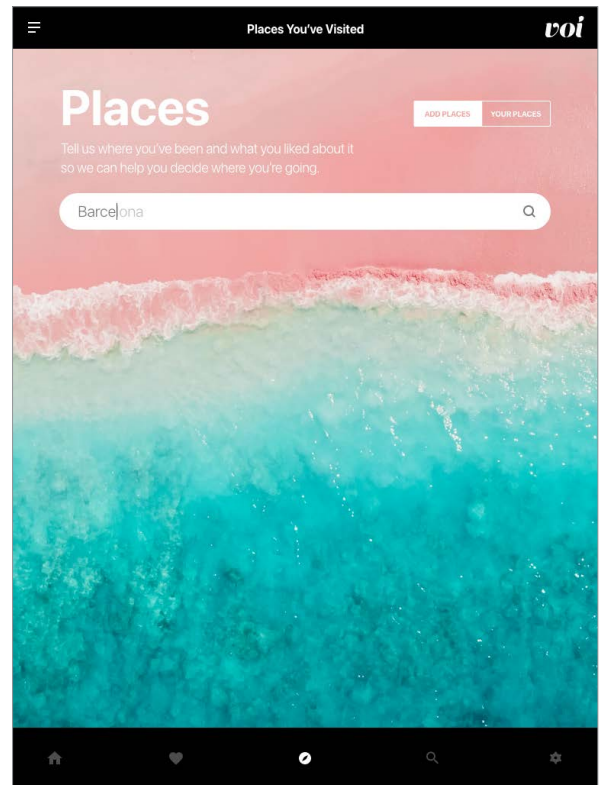 Places You've Visited
voi
Places
ADD PLACES
YOUR PLACES
Tell us where you've been and what you liked about it
so we can help you decide where you're going.
Barcelona